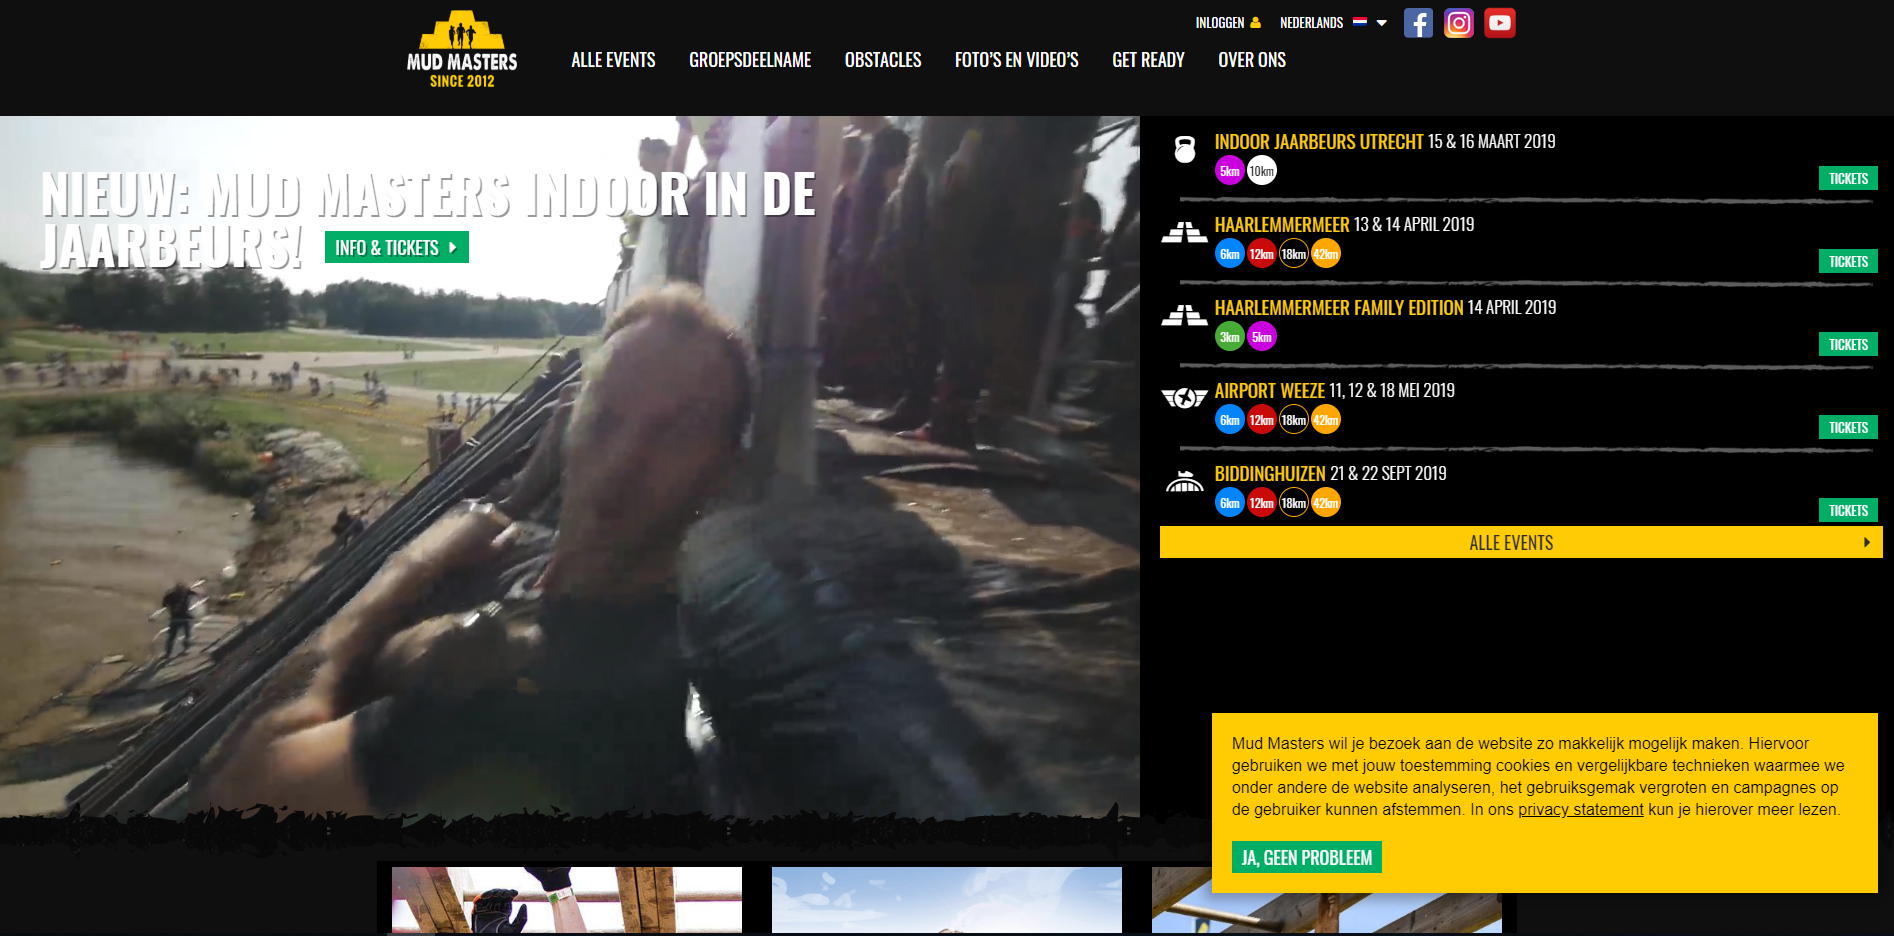 MUD MASTERS
SINCE 2012
INLOGGEN
NEDERLANDS
ALLE EVENTS
GROEPSDEELNAME
OBSTACLES
FOTO'S EN VIDEO'S
GET READY
OVER ONS
NIEUW: MUD MASTERS INDOOR IN DE
JAARBEURS!
INFO & TICKETS
INDOOR JAARBEURS UTRECHT 15 & 16 MAART 2019
5km 10km
TICKETS
HAARLEMMERMEER 13 & 14 APRIL 2019
6km 12km 18km 42km
TICKETS
HAARLEMMERMEER FAMILY EDITION 14 APRIL 2019
3km 5km
TICKETS
AIRPORT WEEZE 11, 12 & 18 MEI 2019
6km 12km 18km 42km
TICKETS
BIDDINGHUIZEN 21 & 22 SEPT 2019
6km 12km 18km 42km
TICKETS
ALLE EVENTS
Mud Masters wil je bezoek aan de website zo makkelijk mogelijk maken. Hiervoor
gebruiken we met jouw toestemming cookies en vergelijkbare technieken waarmee we
onder andere de website analyseren, het gebruiksgemak vergroten en campagnes op
de gebruiker kunnen afstemmen. In ons privacy statement kun je hierover meer lezen.
JA, GEEN PROBLEEM